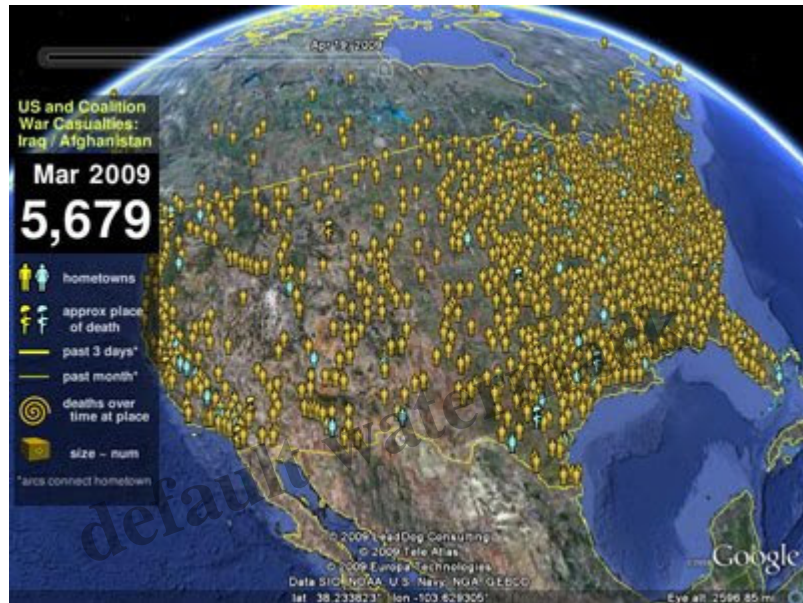 Apr 19, 2009
US and Coalition
War Casualties:
Iraq / Afghanistan
Mar 2009
5,679
hometowns
approx place
of death
past 3 days*
past month*
deaths over
time at place
size ~ num
*arcs connect hometown
default watermark
© 2009 LeadDog Consulting
© 2009 Tele Atlas
© 2009 Europa Technologies
Data SIO, NOAA, U.S. Navy, NGA, GEBCO
Google
lat 38.233823° lon -103.629305°
Eye alt 2596.85 mi